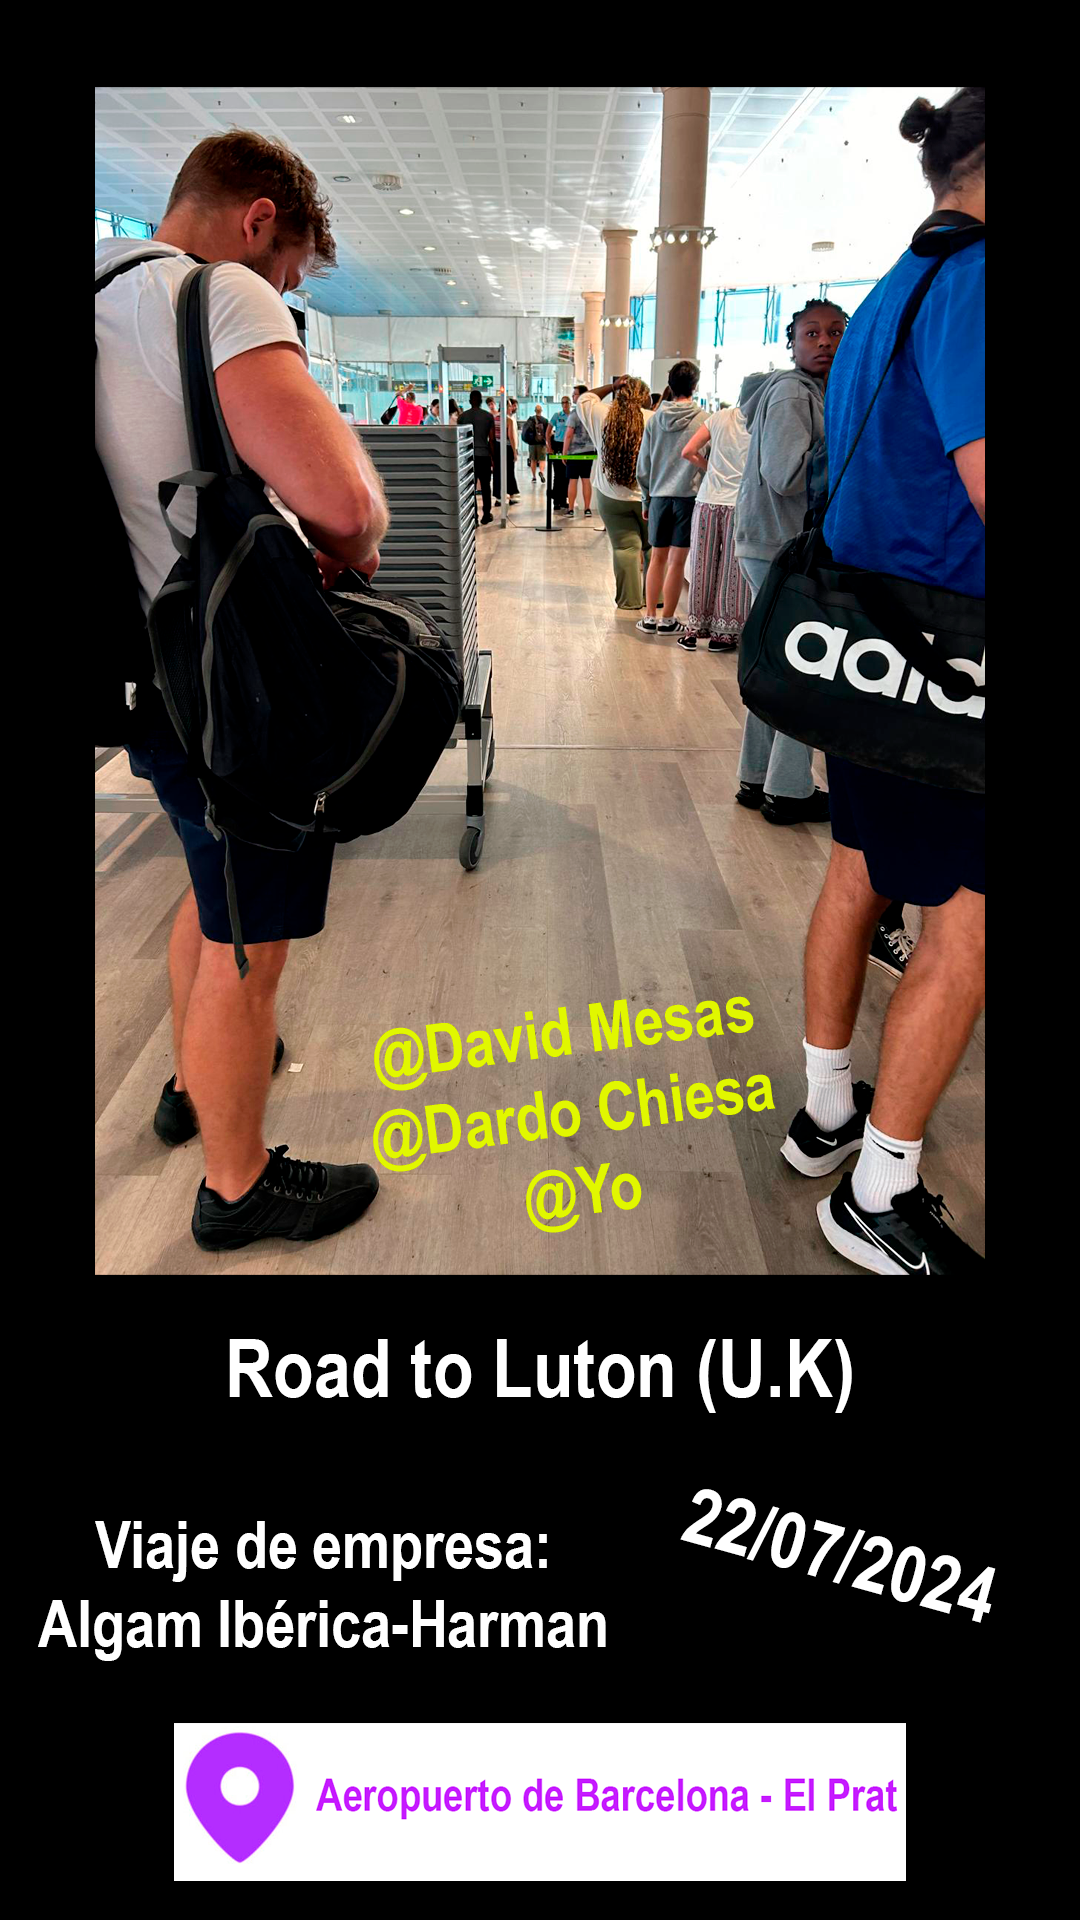 adid
@David Mesas
@Dardo Chiesa
@Yo
Road to Luton (U.K)
22/07/2024
Viaje de empresa:
Algam Ibérica-Harman
Aeropuerto de Barcelona - El Prat